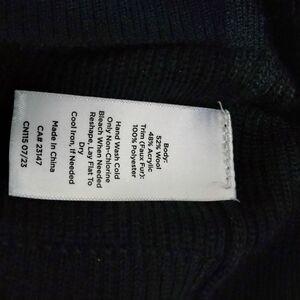 Body:
52% Wool
48% Acrylic
Trim (Faux Fur):
100% Polyester
Hand Wash Cold
Only Non-Chlorine
Bleach When Needed
Reshape, Lay Flat To
Dry
Cool Iron, If Needed
Made In China
CA# 23147
CN115 07/23